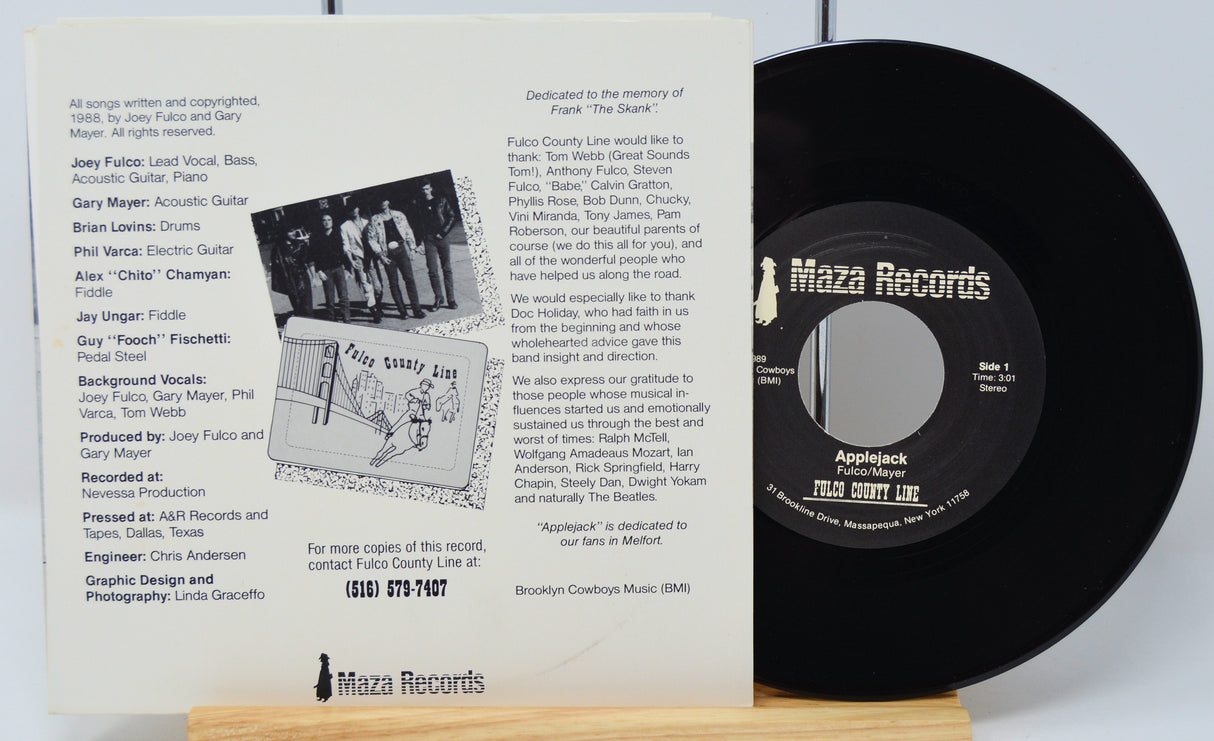 All songs written and copyrighted,
1988, by Joey Fulco and Gary
Mayer. All rights reserved.
Joey Fulco: Lead Vocal, Bass,
Acoustic Guitar, Piano
Gary Mayer: Acoustic Guitar
Brian Lovins: Drums
Phil Varca: Electric Guitar
Alex "Chito" Chamyan:
Fiddle
Jay Ungar: Fiddle
Guy "Fooch" Fischetti:
Pedal Steel
Background Vocals:
Joey Fulco, Gary Mayer, Phil
Varca, Tom Webb
Produced by: Joey Fulco and
Gary Mayer
Recorded at:
Nevessa Production
Pressed at: A&R Records and
Tapes, Dallas, Texas
Engineer: Chris Andersen
Graphic Design and
Photography: Linda Graceffo
Fulco County Line
For more copies of this record,
contact Fulco County Line at:
(516) 579-7407
Maza Records
Dedicated to the memory of
Frank "The Skank".
Fulco County Line would like to
thank: Tom Webb (Great Sounds
Tom!), Anthony Fulco, Steven
Fulco, "Babe," Calvin Gratton,
Phyllis Rose, Bob Dunn, Chucky,
Vini Miranda, Tony James, Pam
Roberson, our beautiful parents of
course (we do this all for you), and
all of the wonderful people who
have helped us along the road.
We would especially like to thank
Doc Holiday, who had faith in us
from the beginning and whose
wholehearted advice gave this
band insight and direction.
We also express our gratitude to
those people whose musical in-
fluences started us and emotionally
sustained us through the best and
worst of times: Ralph McTell,
Wolfgang Amadeaus Mozart, Ian
Anderson, Rick Springfield, Harry
Chapin, Steely Dan, Dwight Yokam
and naturally The Beatles.
"Applejack" is dedicated to
our fans in Melfort.
Brooklyn Cowboys Music (BMI)
Maza Records
989
Cowboys
(BMI)
Side 1
Time: 3:01
Stereo
Applejack
Fulco/Mayer
FULCO COUNTY LINE
31 Brookline Drive, Massapequa, New York 11758